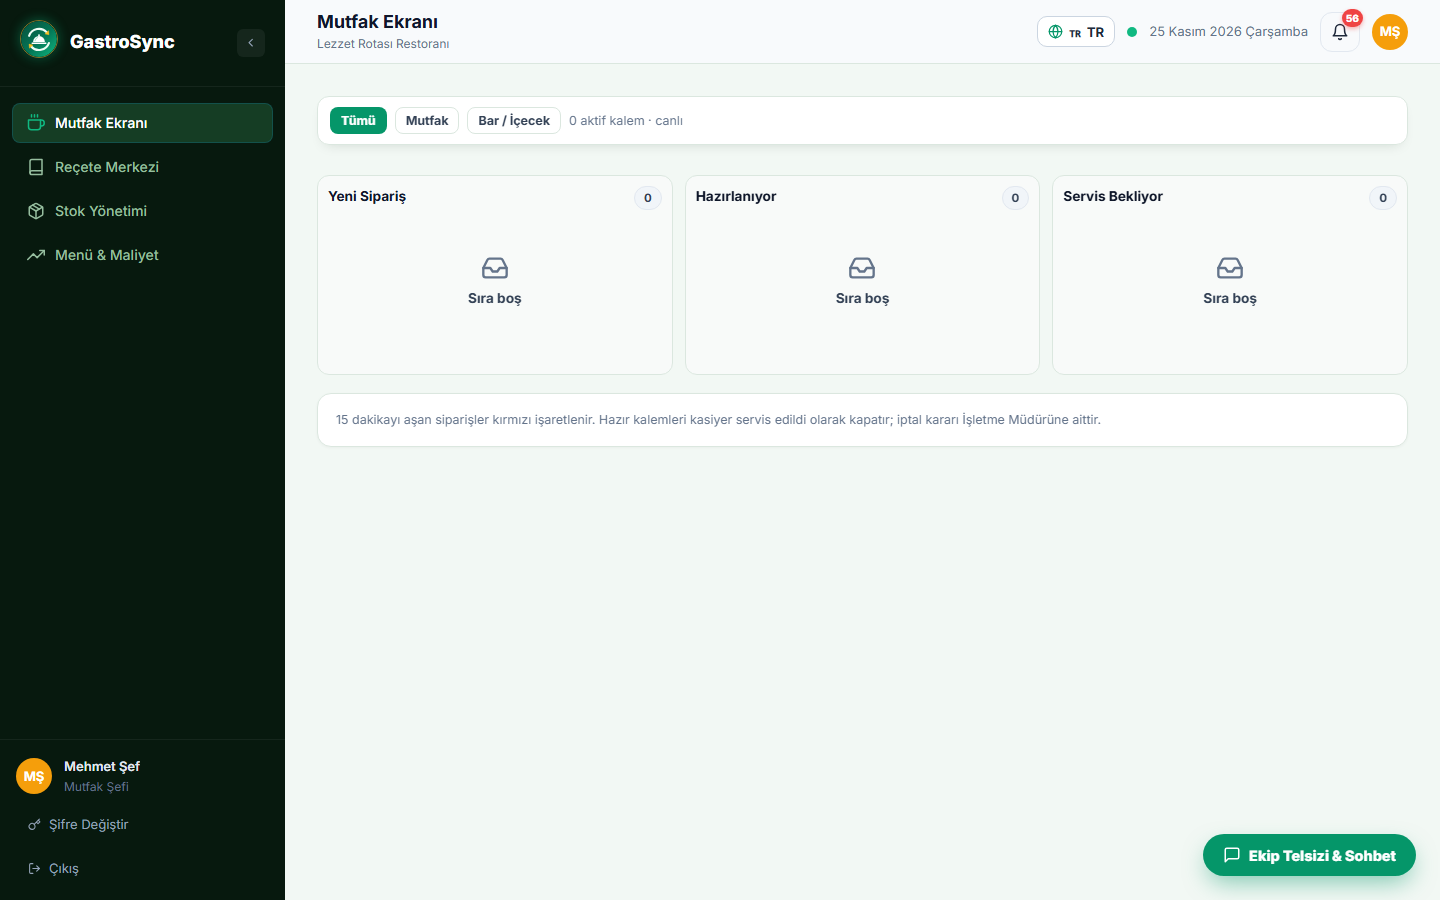 GastroSync
Mutfak Ekranı
Reçete Merkezi
Stok Yönetimi
Menü & Maliyet
MŞ
Mehmet Şef
Mutfak Şefi
Şifre Değiştir
Çıkış
Mutfak Ekranı
Lezzet Rotası Restoranı
TR TR
25 Kasım 2026 Çarşamba
56
MŞ
Tümü
Mutfak
Bar / İçecek
0 aktif kalem · canlı
Yeni Sipariş
0
Sıra boş
Hazırlanıyor
0
Sıra boş
Servis Bekliyor
0
Sıra boş
15 dakikayı aşan siparişler kırmızı işaretlenir. Hazır kalemleri kasiyer servis edildi olarak kapatır; iptal kararı İşletme Müdürüne aittir.
Ekip Telsizi & Sohbet